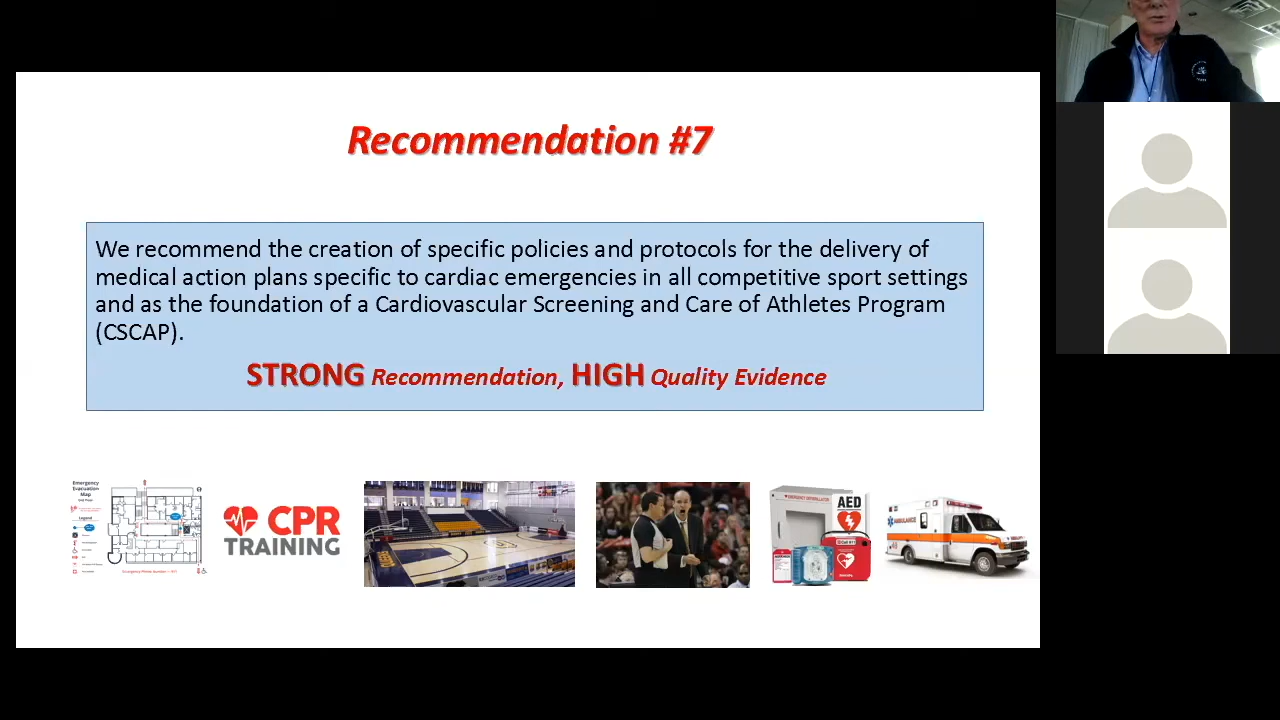 Recommendation #7
We recommend the creation of specific policies and protocols for the delivery of
medical action plans specific to cardiac emergencies in all competitive sport settings
and as the foundation of a Cardiovascular Screening and Care of Athletes Program
(CSCAP).
STRONG Recommendation, HIGH Quality Evidence
Emergency
Evacuation
Map
Legend
CPR
TRAINING
AED
AMBULANCE